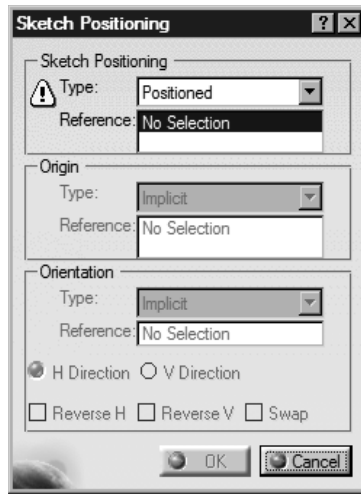 Sketch Positioning ? X
Sketch Positioning
Type: Positioned
Reference: No Selection
Origin
Type: Implicit
Reference: No Selection
Orientation
Type: Implicit
Reference: No Selection
H Direction V Direction
Reverse H Reverse V Swap
OK Cancel